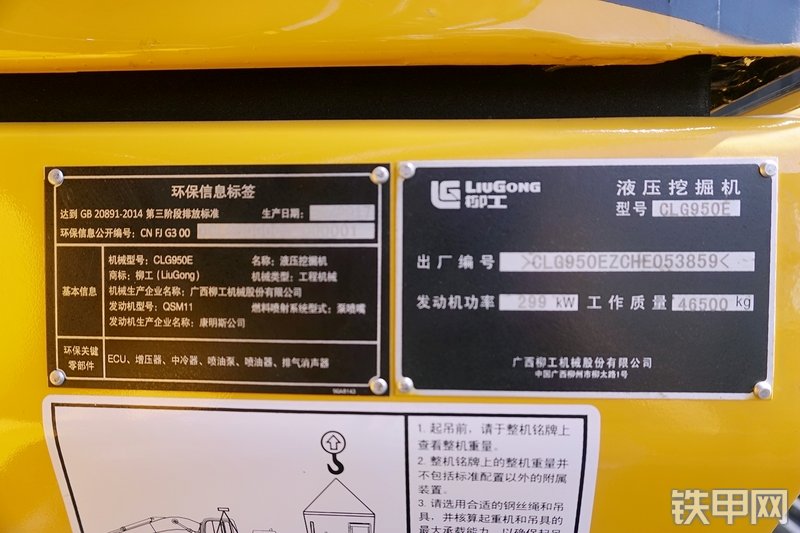 环保信息标签
达到 GB 20891-2014 第三阶段排放标准 生产日期:
环保信息公开编号: CN FJ G3 00
基本信息
机械型号: CLG950E 名称: 液压挖掘机
商标: 柳工 (LiuGong) 机械类型: 工程机械
机械生产企业名称: 广西柳工机械股份有限公司
发动机型号: QSM11 燃料喷射系统型式: 泵喷嘴
发动机生产企业名称: 康明斯公司
环保关键零部件
ECU、增压器、中冷器、喷油泵、喷油器、排气消声器
96A8143
LG LIUGONG 柳工
液压挖掘机
型号 CLG950E
出厂编号 >CLG950EZCHE053859<
发动机功率 299 kW 工作质量 46500 kg
广西柳工机械股份有限公司
中国广西柳州市柳太路1号
1. 起吊前，请于整机铭牌上
查看整机重量。
2. 整机铭牌上的整机重量并
不包括标准配置以外的附属
装置。
3. 请选用合适的钢丝绳和吊
具，并核算起重机和吊具的
最大承载能力，以确保起吊
铁甲网